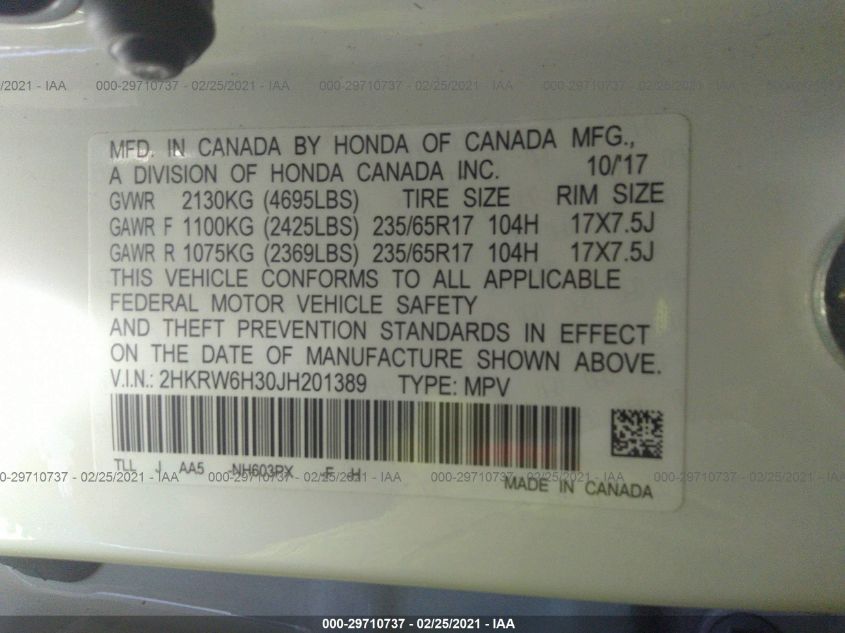 /2021 - IAA 000-29710737 - 02/25/2021 - IAA 000-29710737 - 02/25/2021 - IAA 000-29710737 - 02/25/2021 - IAA
MFD. IN CANADA BY HONDA OF CANADA MFG.,
A DIVISION OF HONDA CANADA INC. 10/'17
GVWR 2130KG (4695LBS) TIRE SIZE RIM SIZE
GAWR F 1100KG (2425LBS) 235/65R17 104H 17X7.5J
GAWR R 1075KG (2369LBS) 235/65R17 104H 17X7.5J
THIS VEHICLE CONFORMS TO ALL APPLICABLE
FEDERAL MOTOR VEHICLE SAFETY
AND THEFT PREVENTION STANDARDS IN EFFECT
ON THE DATE OF MANUFACTURE SHOWN ABOVE.
V.I.N.: 2HKRW6H30JH201389 TYPE: MPV
TLL J AA5 -NH603PX -F -H
000-29710737 - 02/25/2021 - IAA 000-29710737 - 02/25/2021 - IAA 000-29710737 - 02/25/2021 - IAA
MADE IN CANADA
000-29710737 - 02/25/2021 - IAA